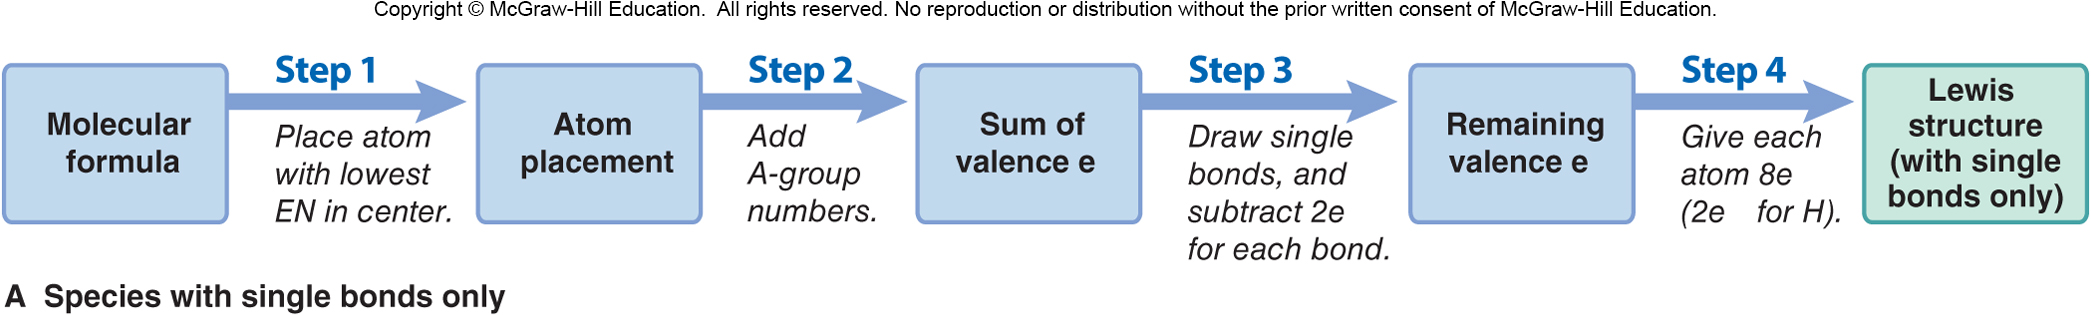 Copyright © McGraw-Hill Education.  All rights reserved. No reproduction or distribution without the prior written consent of McGraw-Hill Education.
Molecular
formula
Step 1
Place atom
with lowest
EN in center.
Atom
placement
Step 2
Add
A-group
numbers.
Sum of
valence e
Step 3
Draw single
bonds, and
subtract 2e
for each bond.
Remaining
valence e
Step 4
Give each
atom 8e
(2e   for H).
Lewis
structure
(with single
bonds only)
A  Species with single bonds only